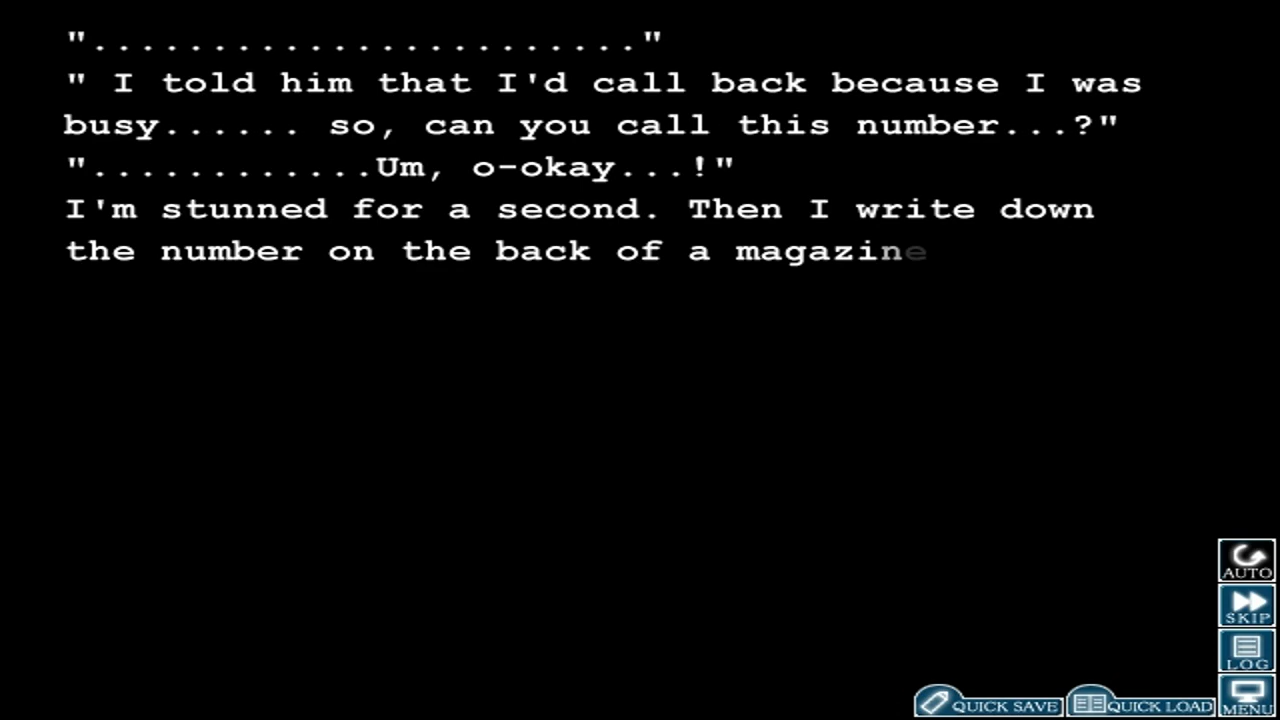 "......................."
" I told him that I'd call back because I was
busy...... so, can you call this number...?"
"............Um, o-okay...!"
I'm stunned for a second. Then I write down
the number on the back of a magazine
AUTO
SKIP
LOG
QUICK SAVE
QUICK LOAD
MENU